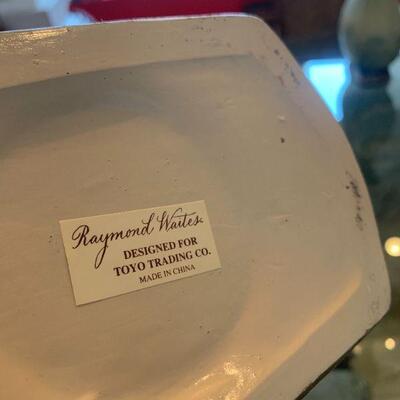 Raymond Waites
DESIGNED FOR
TOYO TRADING CO.
MADE IN CHINA